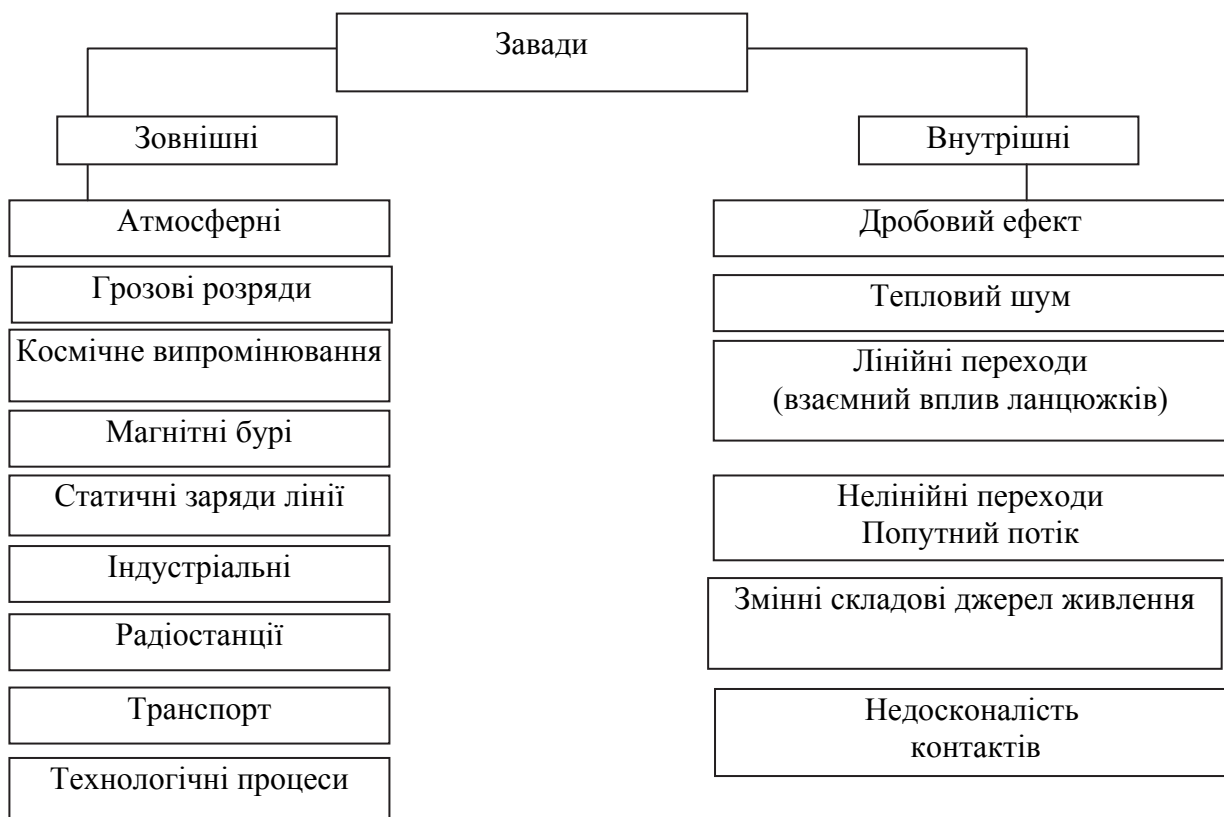 Завади
Зовнішні
Атмосферні
Грозові розряди
Космічне випромінювання
Магнітні бурі
Статичні заряди лінії
Індустріальні
Радіостанції
Транспорт
Технологічні процеси
Внутрішні
Дробовий ефект
Тепловий шум
Лінійні переходи
(взаємний вплив ланцюжків)
Нелінійні переходи
Попутний потік
Змінні складові джерел живлення
Недосконалість
контактів